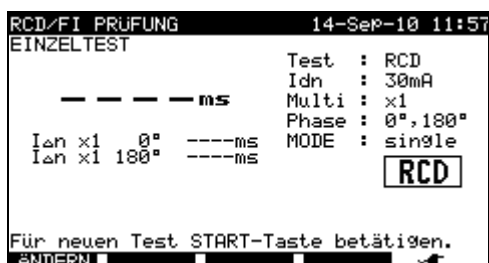 RCD/FI PRÜFUNG 14-Sep-10 11:57
EINZELTEST
Test : RCD
Idn : 30mA
– – – – ms
Multi : x1
Phase : 0°,180°
IΔn x1 0° ----ms
MODE : single
IΔn x1 180° ----ms
RCD
Für neuen Test START-Taste betätigen.
ÄNDERN